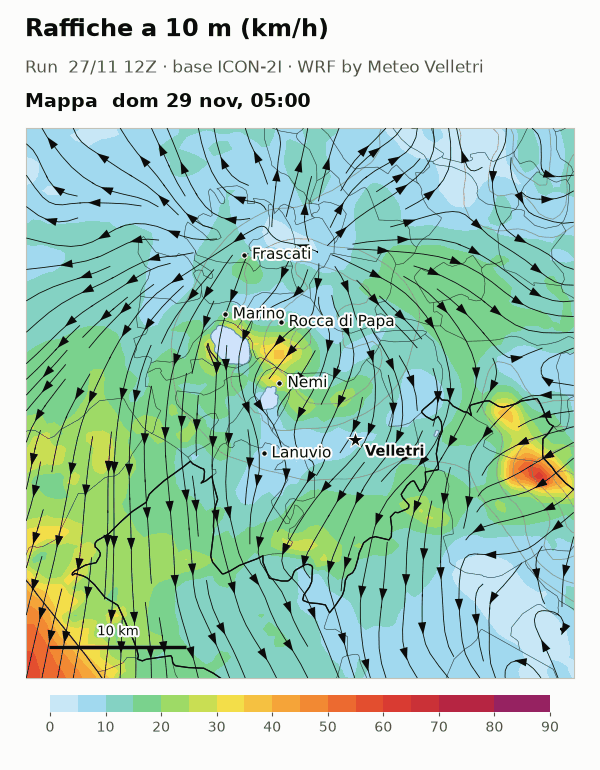 Raffiche a 10 m (km/h)
Run 27/11 12Z · base ICON-2I · WRF by Meteo Velletri
Mappa dom 29 nov, 05:00
Frascati
Marino
Rocca di Papa
Nemi
Velletri
Lanuvio
10 km
0 10 20 30 40 50 60 70 80 90